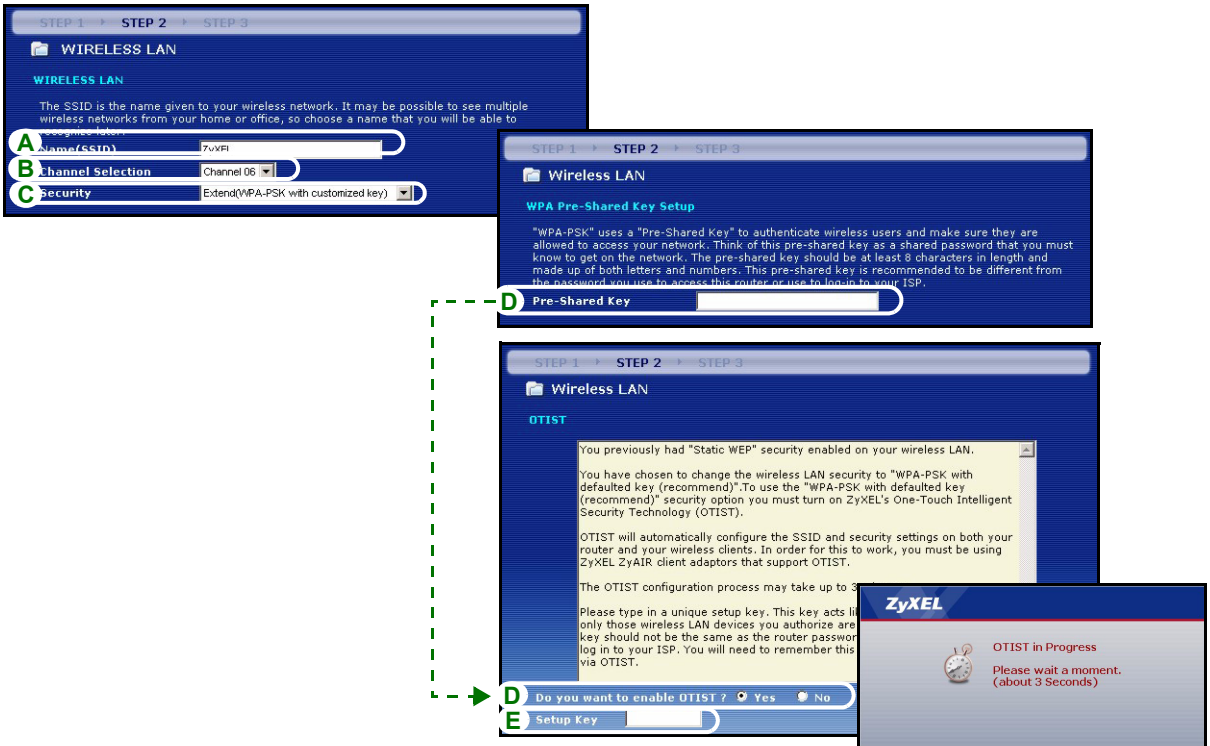 STEP 1 STEP 2 STEP 3
WIRELESS LAN
WIRELESS LAN
The SSID is the name given to your wireless network. It may be possible to see multiple
wireless networks from your home or office, so choose a name that you will be able to
recognize later.
A Name(SSID) ZyXEL
B Channel Selection Channel 06
C Security Extend(WPA-PSK with customized key)
STEP 1 STEP 2 STEP 3
Wireless LAN
WPA Pre-Shared Key Setup
"WPA-PSK" uses a "Pre-Shared Key" to authenticate wireless users and make sure they are
allowed to access your network. Think of this pre-shared key as a shared password that you must
know to get on the network. The pre-shared key should be at least 8 characters in length and
made up of both letters and numbers. This pre-shared key is recommended to be different from
the password you use to access this router or use to log-in to your ISP.
D Pre-Shared Key
STEP 1 STEP 2 STEP 3
Wireless LAN
OTIST
You previously had "Static WEP" security enabled on your wireless LAN.
You have chosen to change the wireless LAN security to "WPA-PSK with
defaulted key (recommend)".To use the "WPA-PSK with defaulted key
(recommend)" security option you must turn on ZyXEL's One-Touch Intelligent
Security Technology (OTIST).
OTIST will automatically configure the SSID and security settings on both your
router and your wireless clients. In order for this to work, you must be using
ZyXEL ZyAIR client adaptors that support OTIST.
The OTIST configuration process may take up to 3
Please type in a unique setup key. This key acts
only those wireless LAN devices you authorize are
key should not be the same as the router
log in to your ISP. You will need to remember this
via OTIST.
D Do you want to enable OTIST ? Yes No
E Setup Key
ZyXEL
OTIST in Progress
Please wait a moment.
(about 3 Seconds)